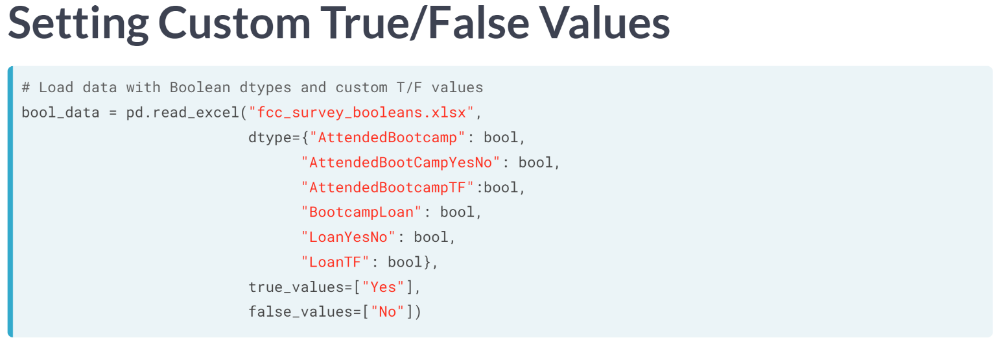 Setting Custom True/False Values
# Load data with Boolean dtypes and custom T/F values
bool_data = pd.read_excel("fcc_survey_booleans.xlsx",
dtype={"AttendedBootcamp": bool,
"AttendedBootCampYesNo": bool,
"AttendedBootcampTF":bool,
"BootcampLoan": bool,
"LoanYesNo": bool,
"LoanTF": bool},
true_values=["Yes"],
false_values=["No"])